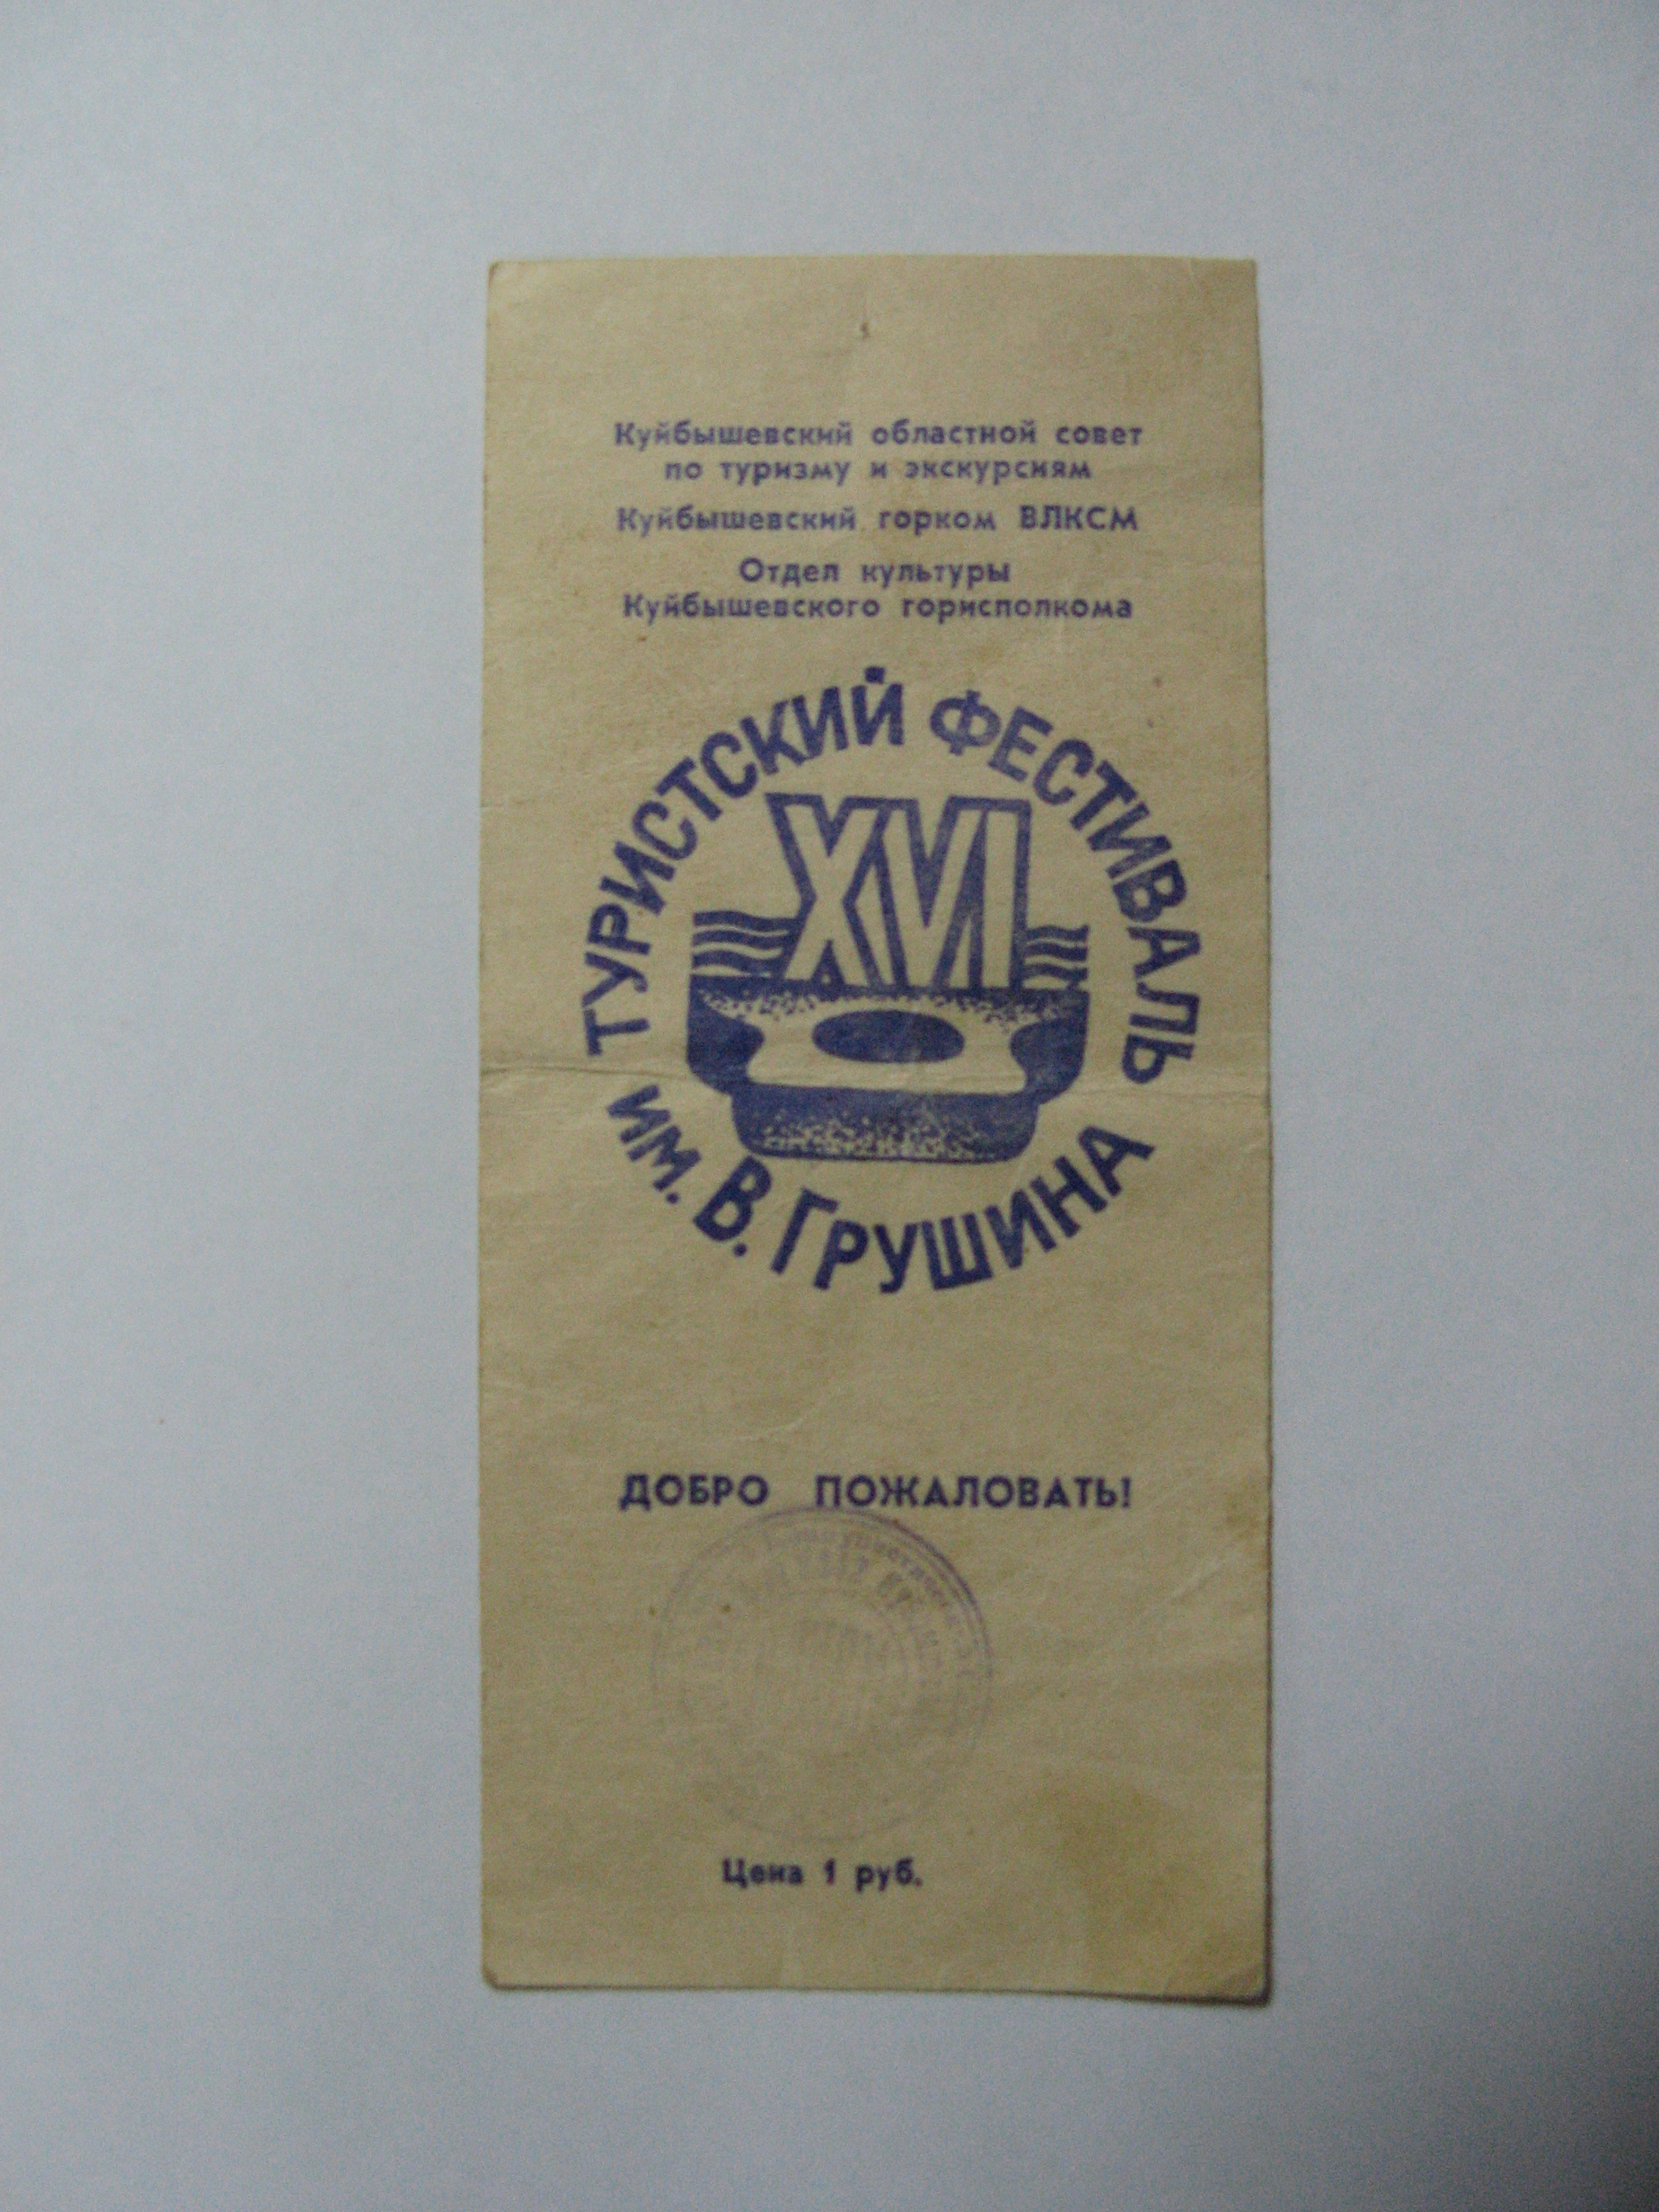 Куйбышевский областной совет
по туризму и экскурсиям
Куйбышевский горком ВЛКСМ
Отдел культуры
Куйбышевского горисполкома
ТУРИСТСКИЙ ФЕСТИВАЛЬ
XVI
им. В. ГРУШИНА
ДОБРО ПОЖАЛОВАТЬ!
Цена 1 руб.